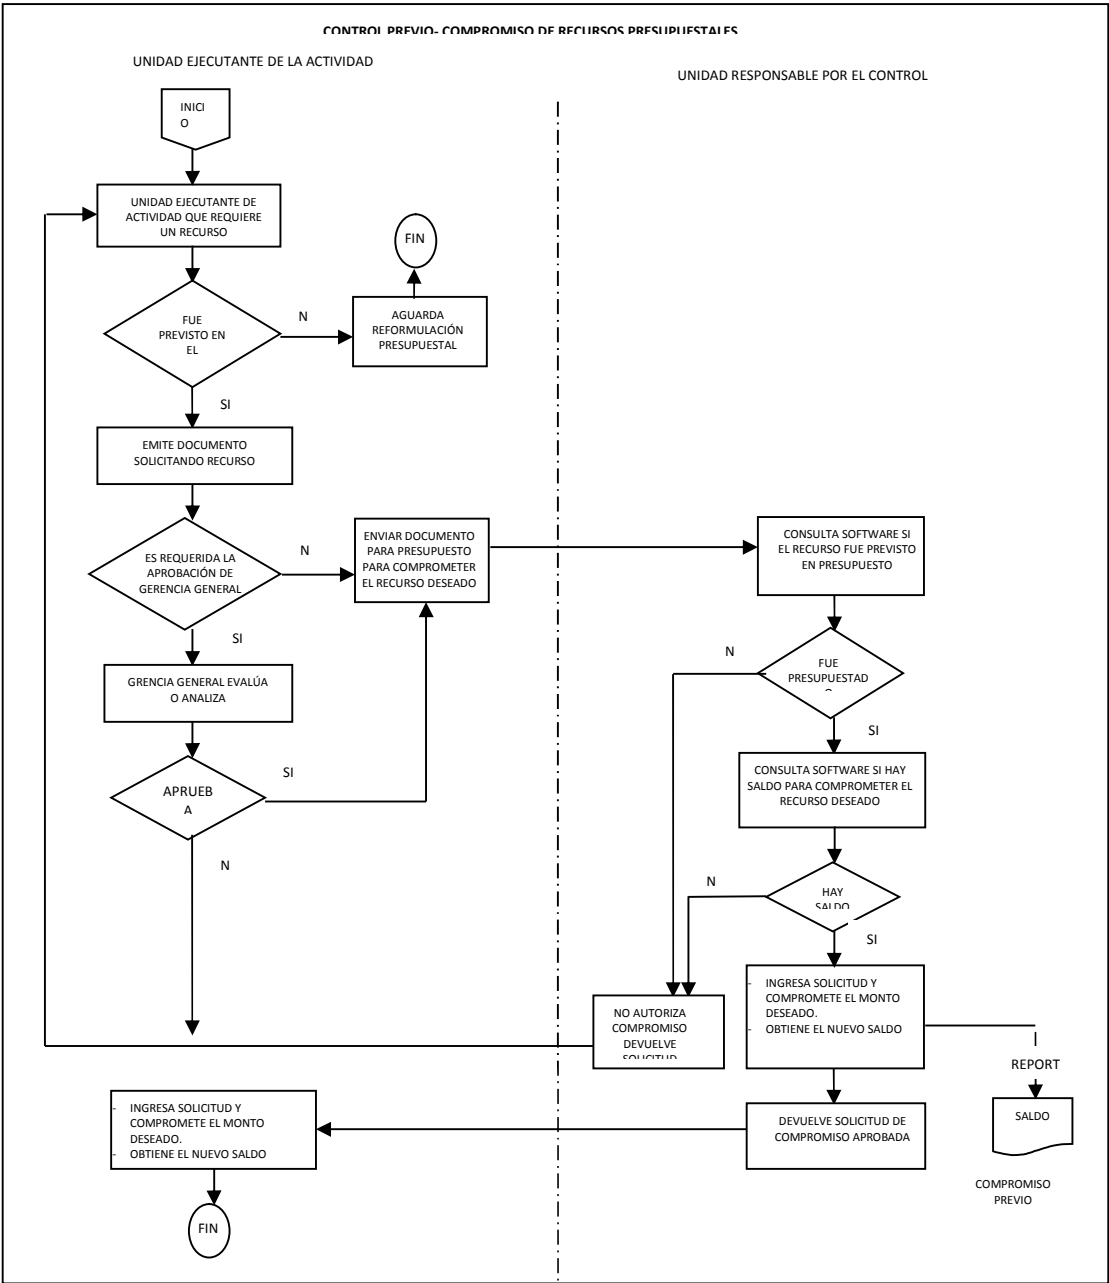 CONTROL PREVIO- COMPROMISO DE RECURSOS PRESUPUESTALES
UNIDAD EJECUTANTE DE LA ACTIVIDAD
UNIDAD RESPONSABLE POR EL CONTROL
INICI
O
UNIDAD EJECUTANTE DE
ACTIVIDAD QUE REQUIERE
UN RECURSO
FIN
FUE
PREVISTO EN
EL
N
AGUARDA
REFORMULACIÓN
PRESUPUESTAL
SI
EMITE DOCUMENTO
SOLICITANDO RECURSO
ES REQUERIDA LA
APROBACIÓN DE
GERENCIA GENERAL
N
ENVIAR DOCUMENTO
PARA PRESUPUESTO
PARA COMPROMETER
EL RECURSO DESEADO
CONSULTA SOFTWARE SI
EL RECURSO FUE PREVISTO
EN PRESUPUESTO
SI
N
FUE
PRESUPUESTAD
GRENCIA GENERAL EVALÚA
O ANALIZA
SI
CONSULTA SOFTWARE SI HAY
SALDO PARA COMPROMETER EL
RECURSO DESEADO
APRUEB
A
SI
N
N
HAY
SALDO
SI
NO AUTORIZA
COMPROMISO
DEVUELVE
SOLICITUD
- INGRESA SOLICITUD Y
COMPROMETE EL MONTO
DESEADO.
- OBTIENE EL NUEVO SALDO
REPORT
SALDO
COMPROMISO
PREVIO
DEVUELVE SOLICITUD DE
COMPROMISO APROBADA
- INGRESA SOLICITUD Y
COMPROMETE EL MONTO
DESEADO.
- OBTIENE EL NUEVO SALDO
FIN